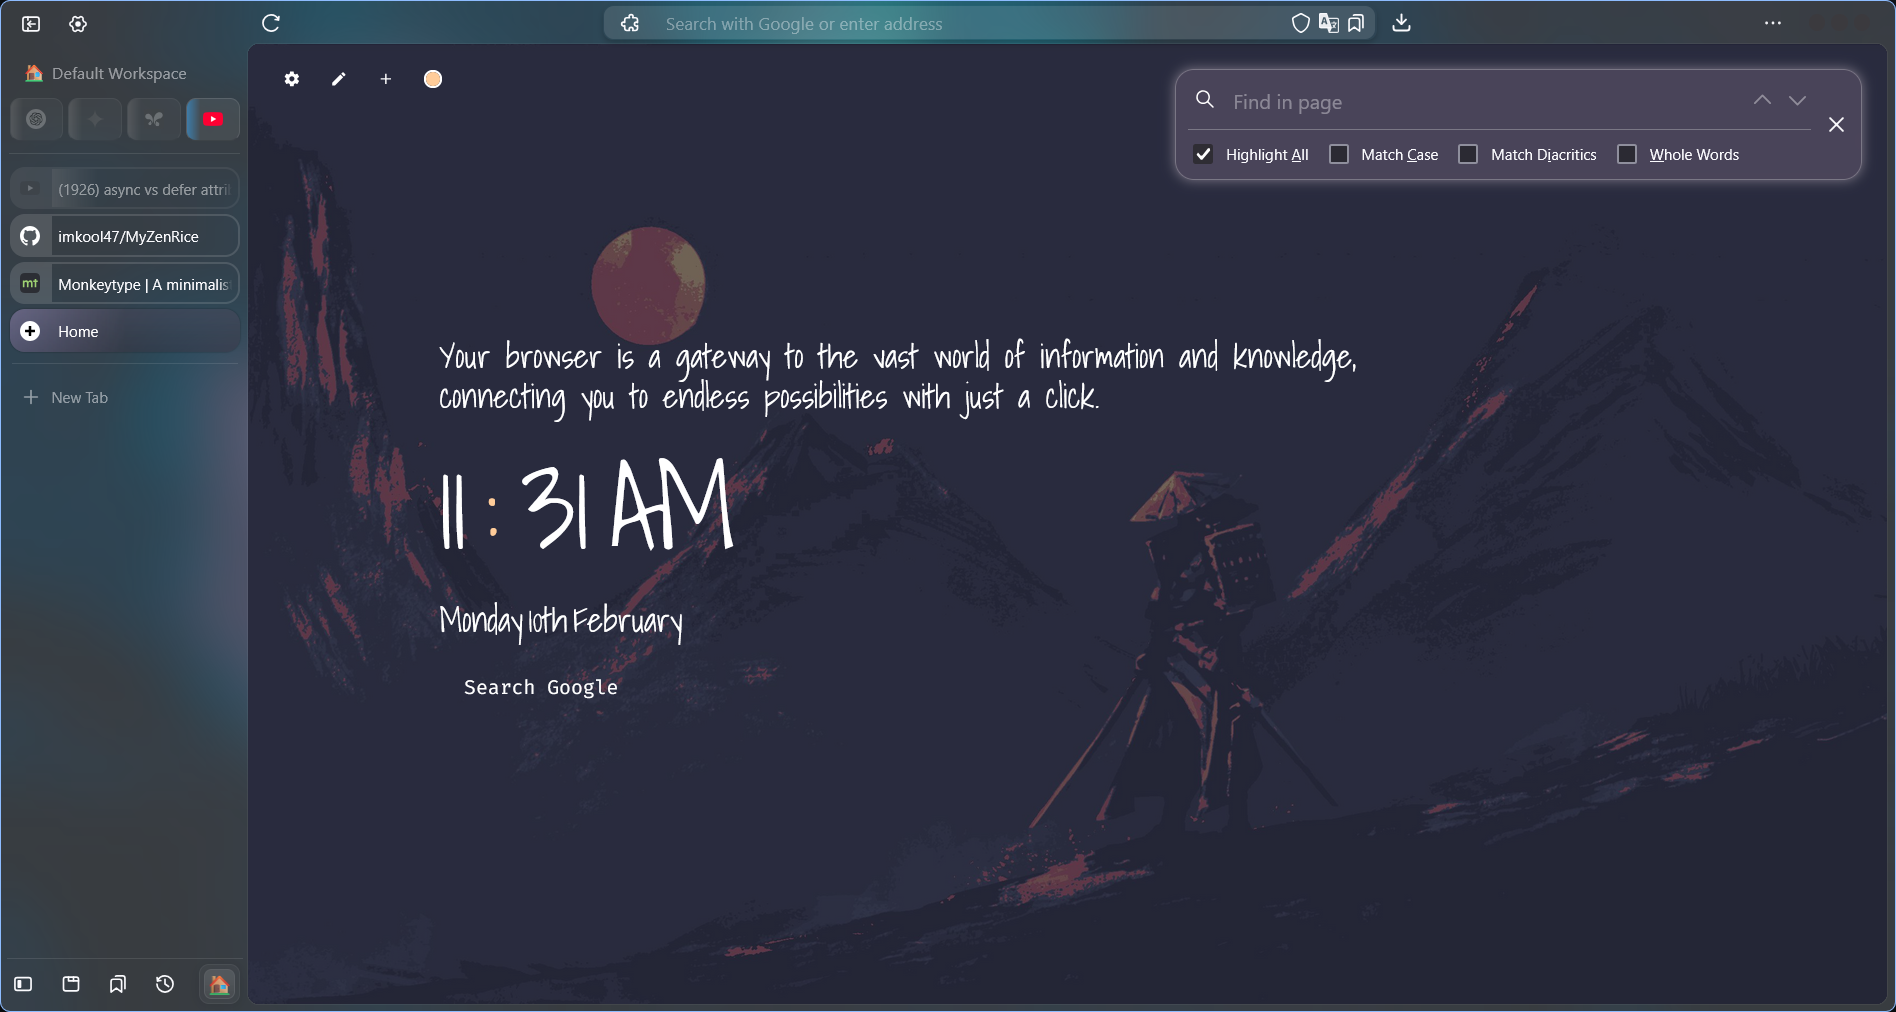 Search with Google or enter address
Default Workspace
(1926) async vs defer attri
imkool47/MyZenRice
mt
Monkeytype | A minimalis
Home
New Tab
Find in page
Highlight All
Match Case
Match Diacritics
Whole Words
Your browser is a gateway to the vast world of information and knowledge,
connecting you to endless possibilities with just a click.
11 : 31 AM
Monday 10th February
Search Google